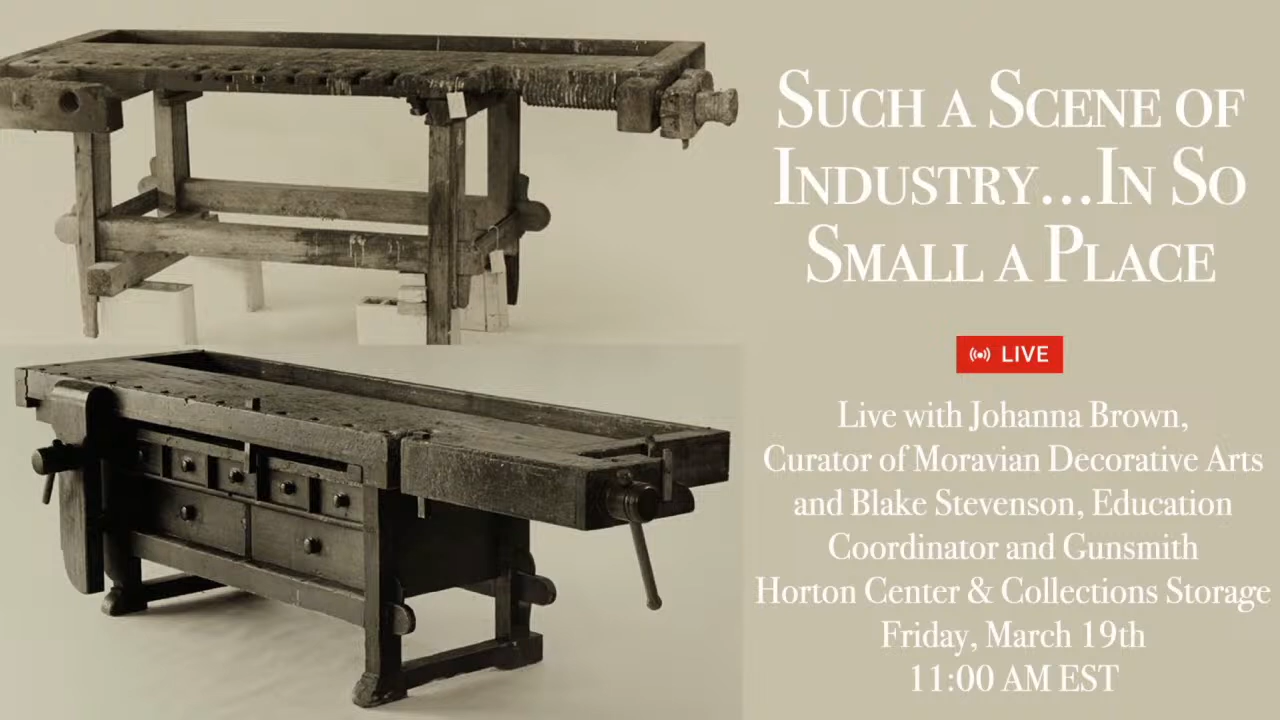 Such a Scene of
Industry...In So
Small a Place
LIVE
Live with Johanna Brown,
Curator of Moravian Decorative Arts
and Blake Stevenson, Education
Coordinator and Gunsmith
Horton Center & Collections Storage
Friday, March 19th
11:00 AM EST